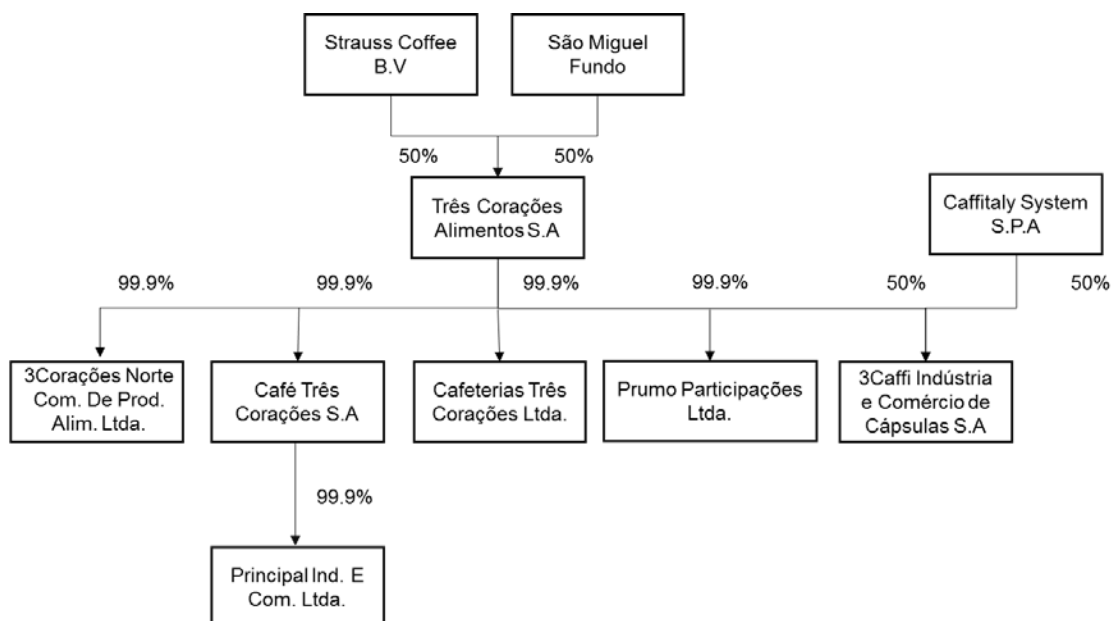 Strauss Coffee
B.V
São Miguel
Fundo
50%
50%
Três Corações
Alimentos S.A
Caffitaly System
S.P.A
99.9%
99.9%
99.9%
99.9%
50%
50%
3Corações Norte
Com. De Prod.
Alim. Ltda.
Café Três
Corações S.A
Cafeterias Três
Corações Ltda.
Prumo Participações
Ltda.
3Caffi Indústria
e Comércio de
Cápsulas S.A
99.9%
Principal Ind. E
Com. Ltda.